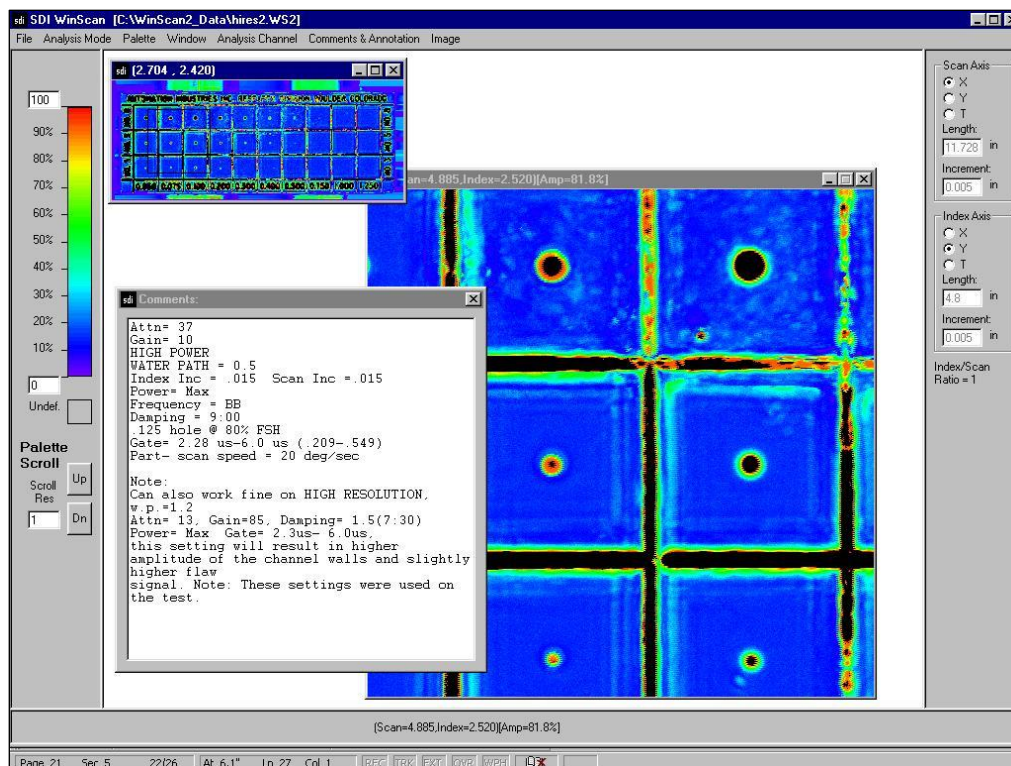 sdi SDI WinScan [C:\WinScan2_Data\hires2.WS2]
File Analysis Mode Palette Window Analysis Channel Comments & Annotation Image
100
90%
80%
70%
60%
50%
40%
30%
20%
10%
0
Undef.
Palette
Scroll
Scroll
Res
Up
1
Dn
sdi (2.704 , 2.420)
AUTOMATION INDUSTRIES INC. RESEARCH DIVISION BOULDER COLORADO
can=4.885,Index=2.520)[Amp=81.8%]
sdi Comments:
Attn= 37
Gain= 10
HIGH POWER
WATER PATH = 0.5
Index Inc = .015 Scan Inc =.015
Power= Max
Frequency = BB
Damping = 9:00
.125 hole @ 80% FSH
Gate= 2.28 us-6.0 us (.209-.549)
Part- scan speed = 20 deg/sec
Note:
Can also work fine on HIGH RESOLUTION,
w.p.=1.2
Attn= 13, Gain=85, Damping= 1.5(7:30)
Power= Max Gate= 2.3us- 6.0us,
this setting will result in higher
amplitude of the channel walls and slightly
higher flaw
signal. Note: These settings were used on
the test.
Scan Axis
X
Y
T
Length:
11.728 in
Increment:
0.005 in
Index Axis
X
Y
T
Length:
4.8 in
Increment:
0.005 in
Index/Scan
Ratio = 1
(Scan=4.885,Index=2.520)[Amp=81.8%]
Page 21 Sec 5 22/26 At 6.1" Ln 27 Col 1 REC TRK EXT OVR WPH